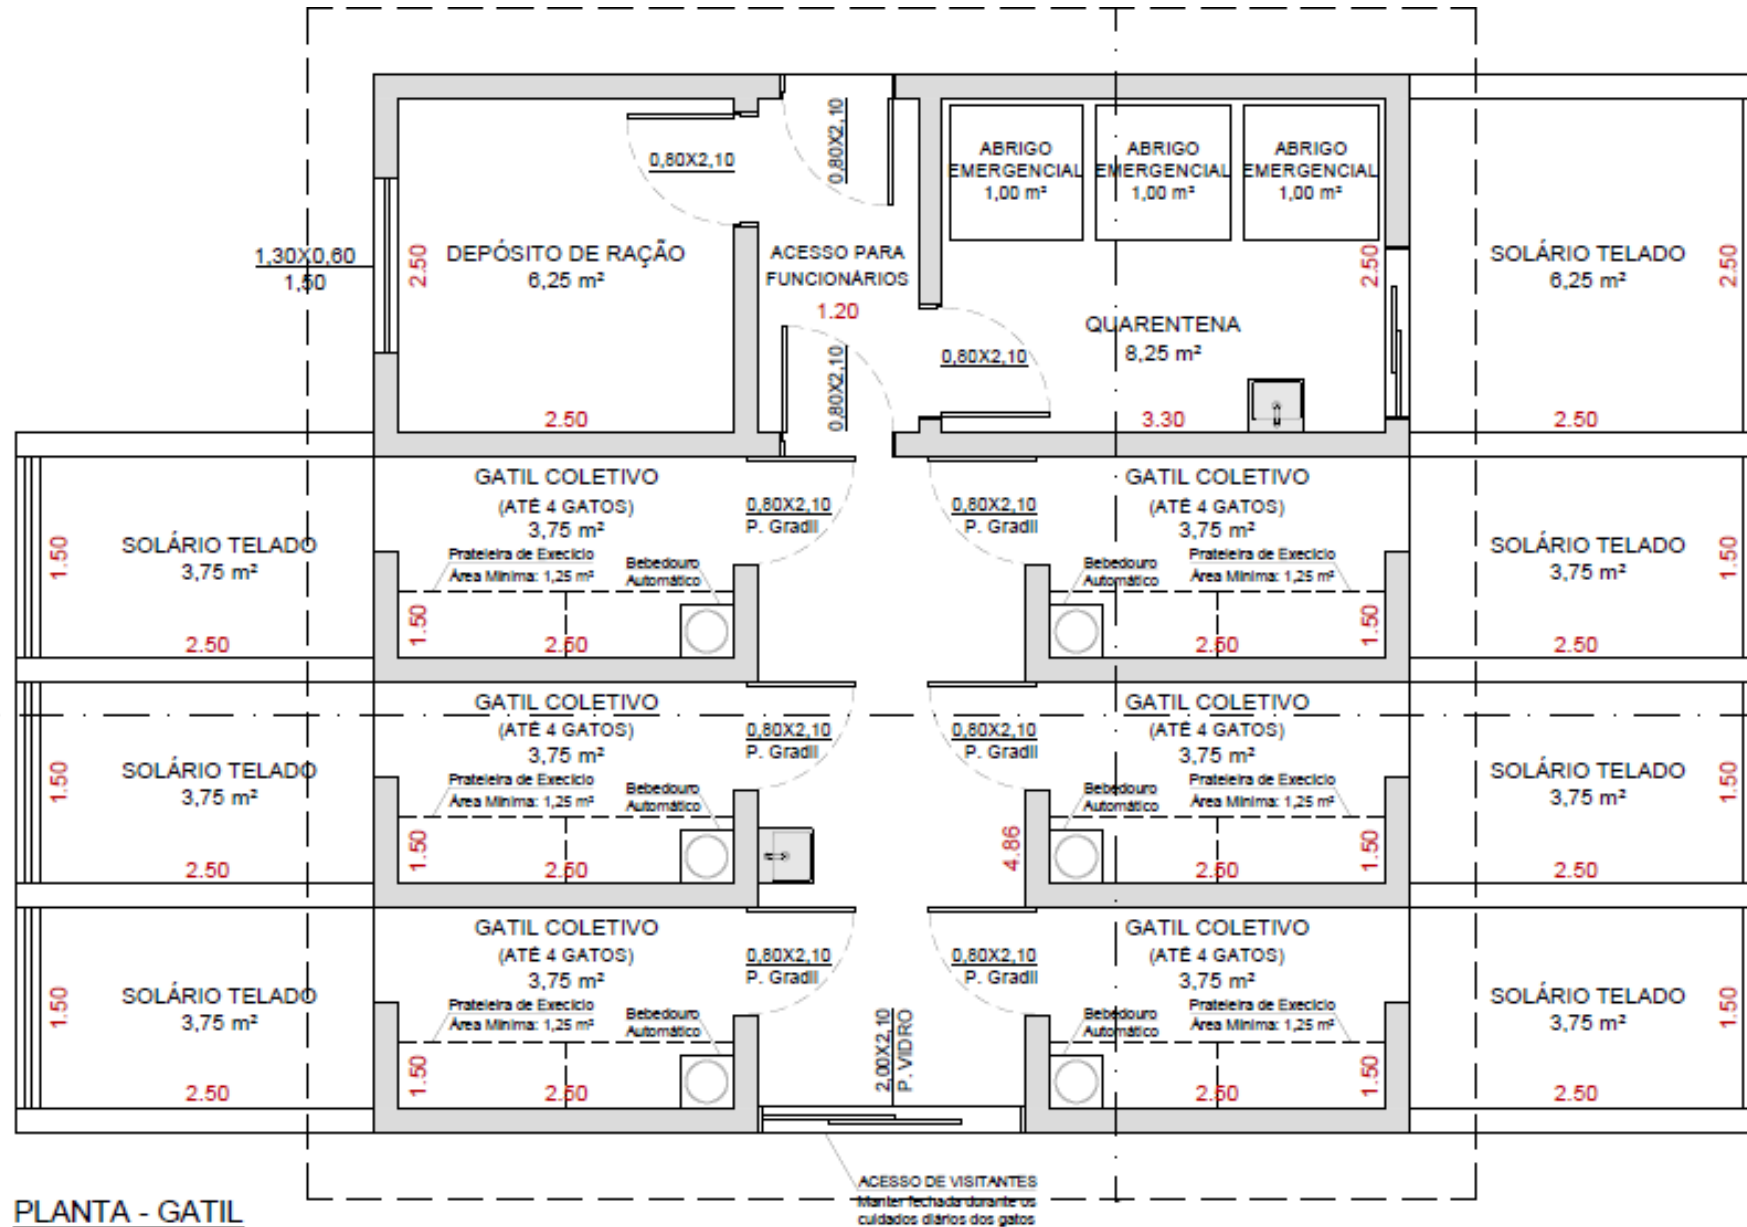 0,80X2,10
0,80X2,10
ABRIGO
EMERGENCIAL
1,00 m²
ABRIGO
EMERGENCIAL
1,00 m²
ABRIGO
EMERGENCIAL
1,00 m²
1,30X0,60
1,50
2.50
DEPÓSITO DE RAÇÃO
6,25 m²
2.50
ACESSO PARA
FUNCIONÁRIOS
1.20
0,80X2,10
0,80X2,10
QUARENTENA
8,25 m²
2.50
3.30
SOLÁRIO TELADO
6,25 m²
2.50
2.50
1.50
SOLÁRIO TELADO
3,75 m²
2.50
GATIL COLETIVO
(ATÉ 4 GATOS)
3,75 m²
Prateleira de Execício
Área Mínima: 1,25 m²
Bebedouro
Automático
1.50
2.50
0,80X2,10
P. Gradil
0,80X2,10
P. Gradil
GATIL COLETIVO
(ATÉ 4 GATOS)
3,75 m²
Bebedouro
Automático
Prateleira de Execício
Área Mínima: 1,25 m²
2.50
1.50
SOLÁRIO TELADO
3,75 m²
1.50
2.50
1.50
SOLÁRIO TELADO
3,75 m²
2.50
GATIL COLETIVO
(ATÉ 4 GATOS)
3,75 m²
Prateleira de Execício
Área Mínima: 1,25 m²
Bebedouro
Automático
1.50
2.50
0,80X2,10
P. Gradil
0,80X2,10
P. Gradil
4.86
GATIL COLETIVO
(ATÉ 4 GATOS)
3,75 m²
Bebedouro
Automático
Prateleira de Execício
Área Mínima: 1,25 m²
2.50
1.50
SOLÁRIO TELADO
3,75 m²
1.50
2.50
1.50
SOLÁRIO TELADO
3,75 m²
2.50
GATIL COLETIVO
(ATÉ 4 GATOS)
3,75 m²
Prateleira de Execício
Área Mínima: 1,25 m²
Bebedouro
Automático
1.50
2.50
0,80X2,10
P. Gradil
0,80X2,10
P. Gradil
2,00X2,10
P. VIDRO
GATIL COLETIVO
(ATÉ 4 GATOS)
3,75 m²
Bebedouro
Automático
Prateleira de Execício
Área Mínima: 1,25 m²
2.50
1.50
SOLÁRIO TELADO
3,75 m²
1.50
2.50
ACESSO DE VISITANTES
Manter fechada durante os
cuidados diários dos gatos
PLANTA - GATIL